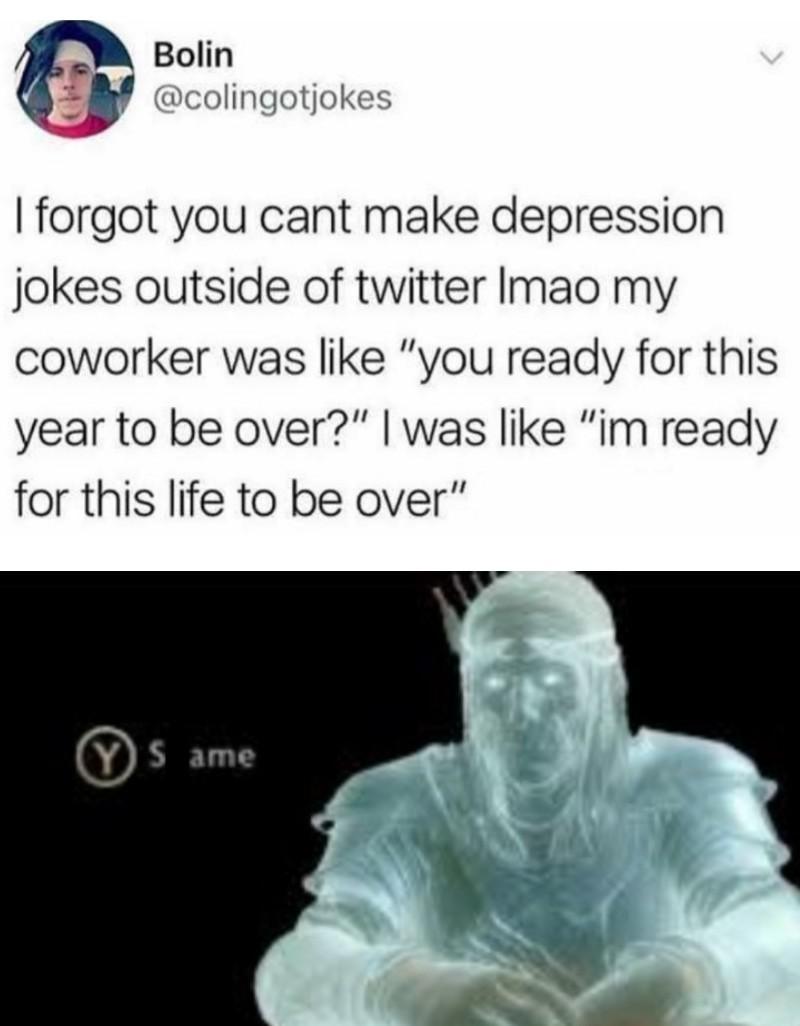 Bolin
@colingotjokes
I forgot you cant make depression
jokes outside of twitter lmao my
coworker was like "you ready for this
year to be over?" I was like "im ready
for this life to be over"
Y S ame